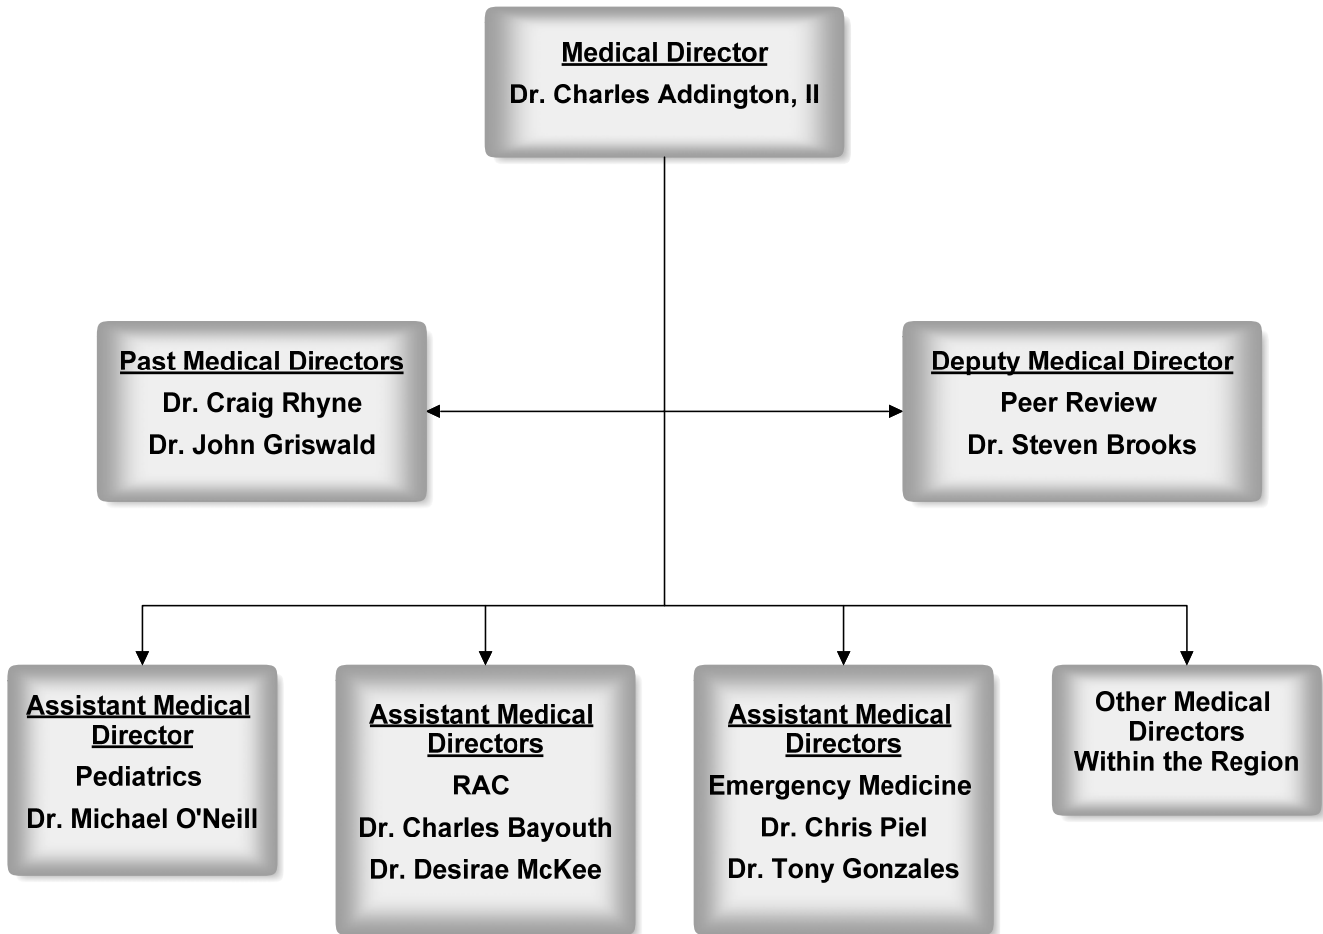 Medical Director
Dr. Charles Addington, II
Past Medical Directors
Dr. Craig Rhyne
Dr. John Griswald
Deputy Medical Director
Peer Review
Dr. Steven Brooks
Assistant Medical
Director
Pediatrics
Dr. Michael O'Neill
Assistant Medical
Directors
RAC
Dr. Charles Bayouth
Dr. Desirae McKee
Assistant Medical
Directors
Emergency Medicine
Dr. Chris Piel
Dr. Tony Gonzales
Other Medical
Directors
Within the Region